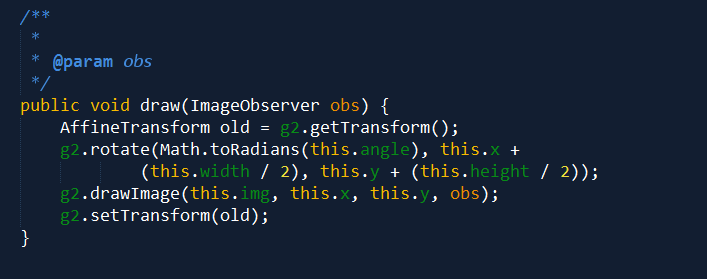 /**
 *
 * @param obs
 */
public void draw(ImageObserver obs) {
    AffineTransform old = g2.getTransform();
    g2.rotate(Math.toRadians(this.angle), this.x +
            (this.width / 2), this.y + (this.height / 2));
    g2.drawImage(this.img, this.x, this.y, obs);
    g2.setTransform(old);
}